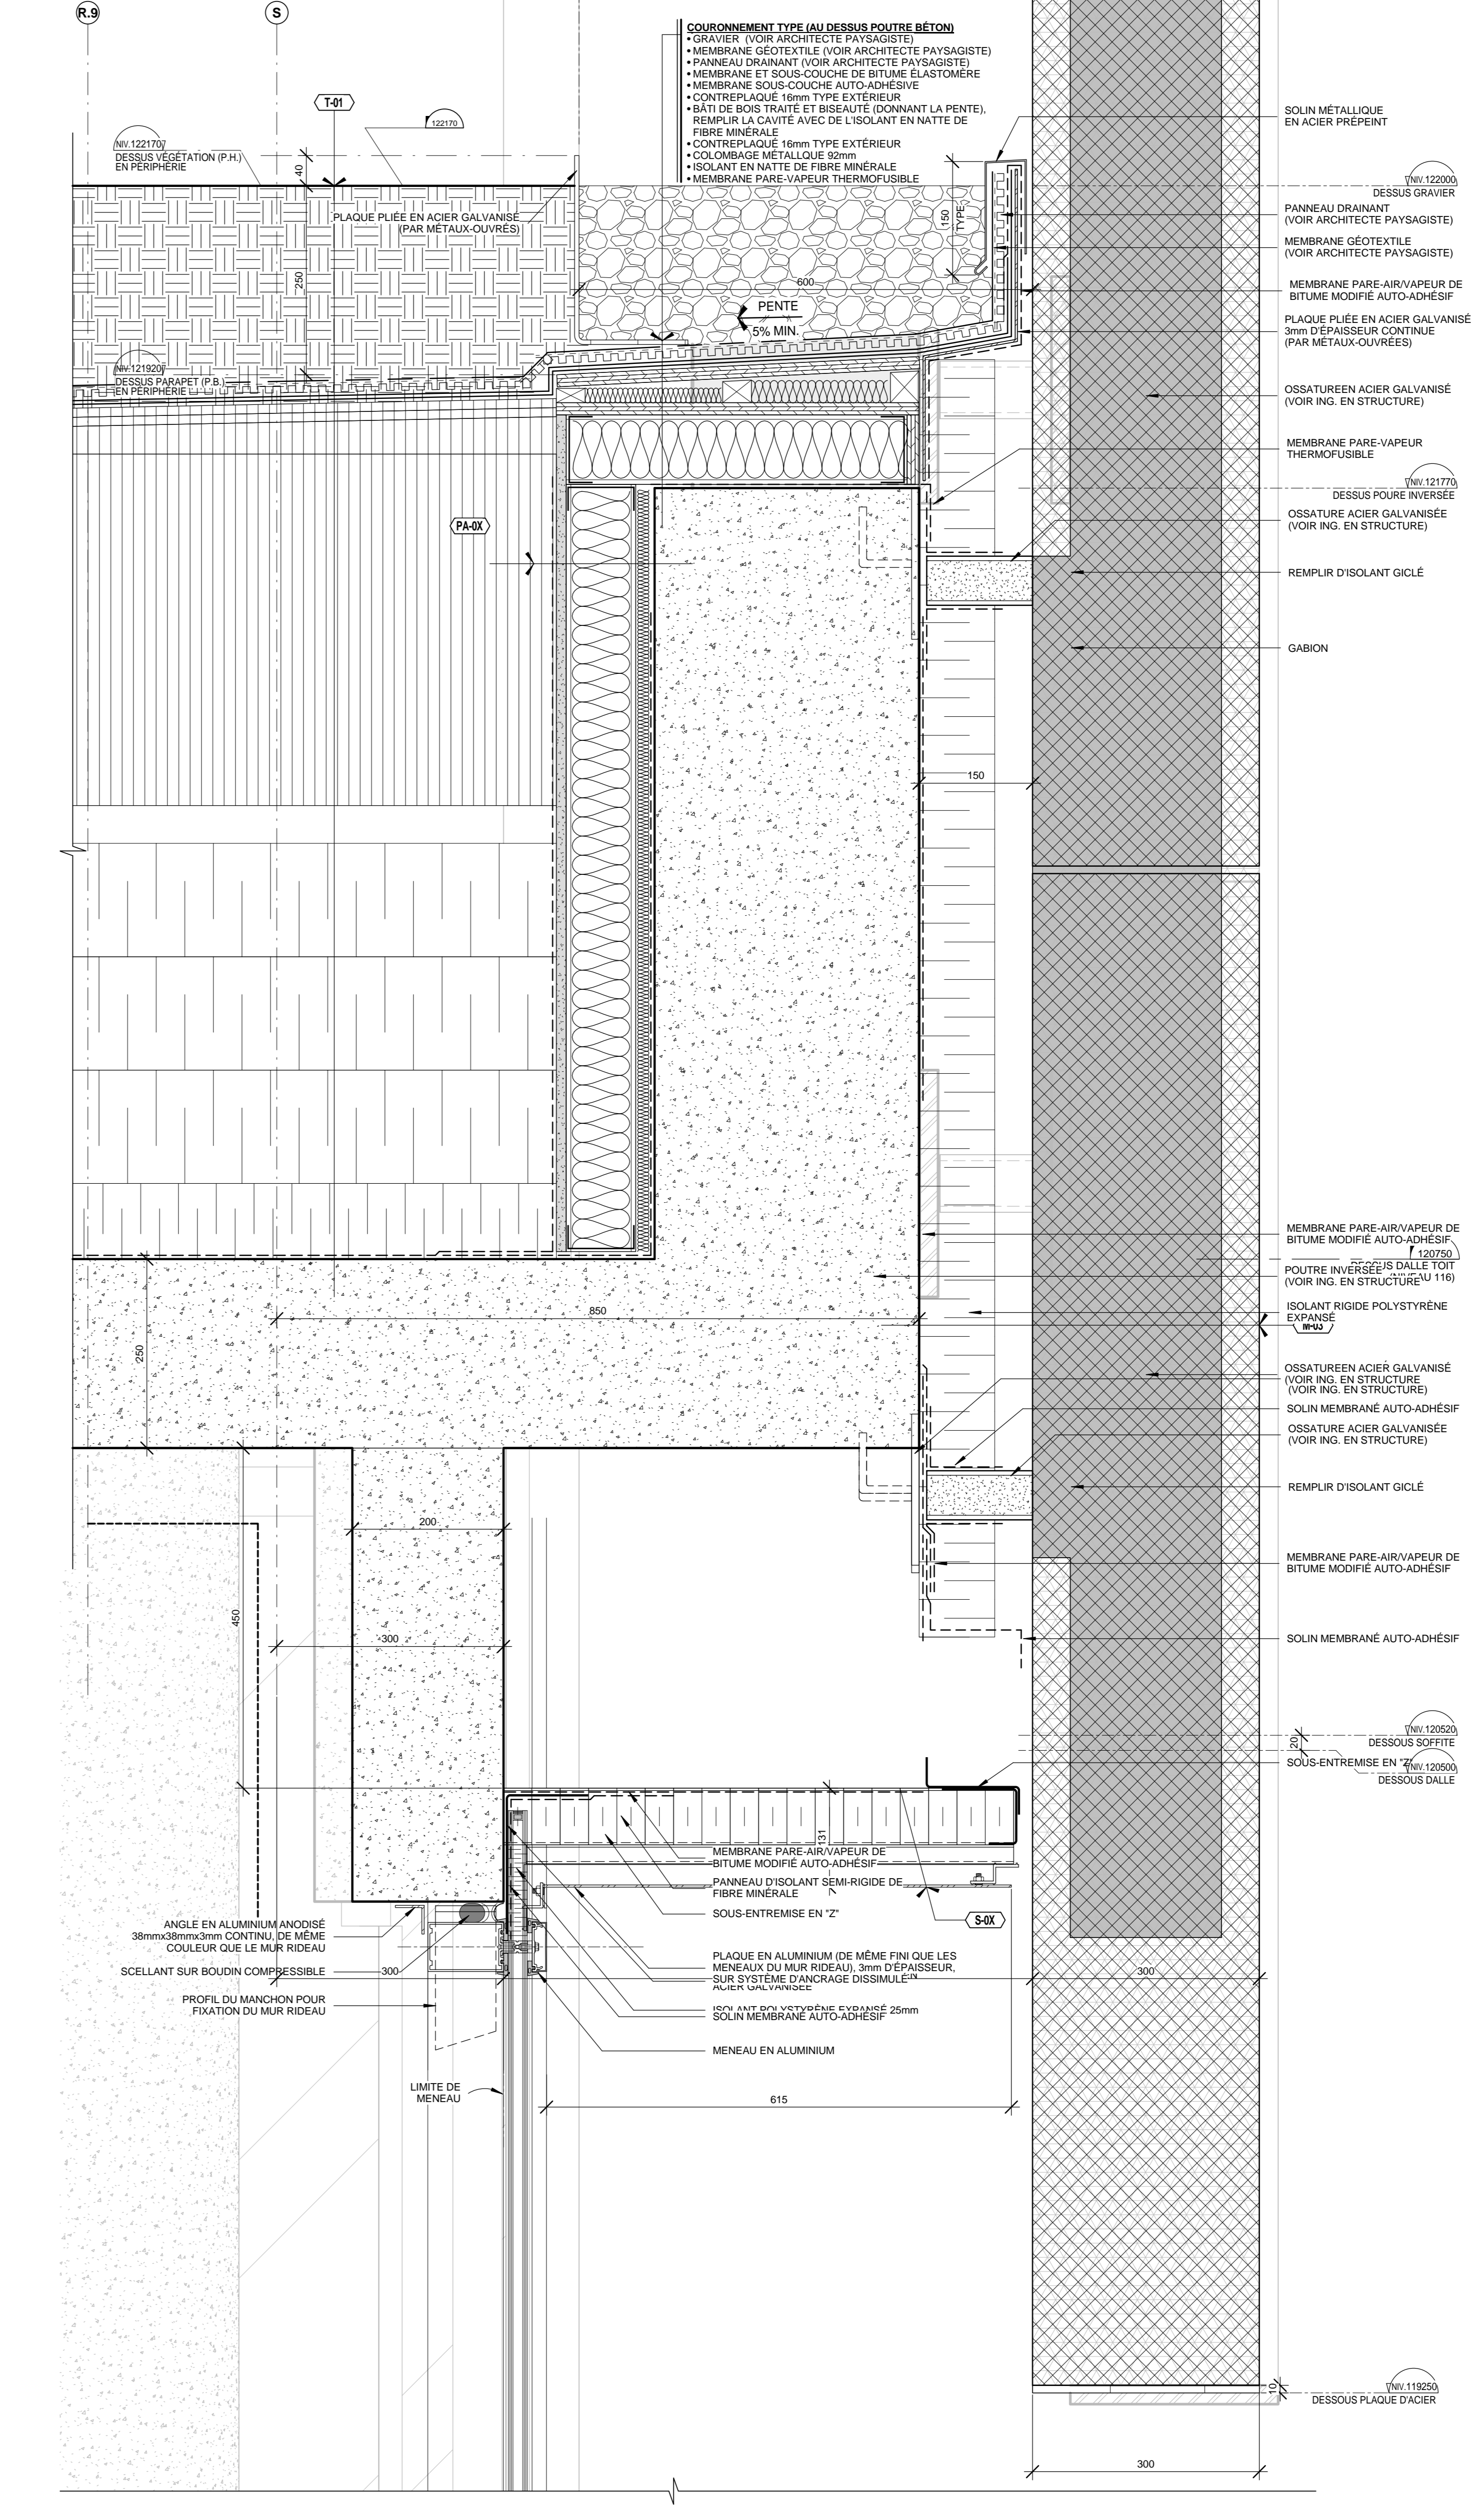 R.9
S
COURONNEMENT TYPE (AU DESSUS POUTRE BÉTON)
• GRAVIER (VOIR ARCHITECTE PAYSAGISTE)
• MEMBRANE GÉOTEXTILE (VOIR ARCHITECTE PAYSAGISTE)
• PANNEAU DRAINANT (VOIR ARCHITECTE PAYSAGISTE)
• MEMBRANE ET SOUS-COUCHE DE BITUME ÉLASTOMÈRE
• MEMBRANE SOUS-COUCHE AUTO-ADHÉSIVE
• CONTREPLAQUÉ 16mm TYPE EXTÉRIEUR
• BÂTI DE BOIS TRAITÉ ET BISEAUTÉ (DONNANT LA PENTE),
REMPLIR LA CAVITÉ AVEC DE L'ISOLANT EN NATTE DE
FIBRE MINÉRALE
• CONTREPLAQUÉ 16mm TYPE EXTÉRIEUR
• COLOMBAGE MÉTALLQUE 92mm
• ISOLANT EN NATTE DE FIBRE MINÉRALE
• MEMBRANE PARE-VAPEUR THERMOFUSIBLE
T-01
122170
NIV.122170
DESSUS VÉGÉTATION (P.H.)
EN PÉRIPHÉRIE
40
SOLIN MÉTALLIQUE
EN ACIER PRÉPEINT
NIV.122000
DESSUS GRAVIER
PLAQUE PLIÉE EN ACIER GALVANISÉ
(PAR MÉTAUX-OUVRÉS)
150
TYPE
PANNEAU DRAINANT
(VOIR ARCHITECTE PAYSAGISTE)
MEMBRANE GÉOTEXTILE
(VOIR ARCHITECTE PAYSAGISTE)
250
600
MEMBRANE PARE-AIR/VAPEUR DE
BITUME MODIFIÉ AUTO-ADHÉSIF
PENTE
5% MIN.
PLAQUE PLIÉE EN ACIER GALVANISÉ
3mm D'ÉPAISSEUR CONTINUE
(PAR MÉTAUX-OUVRÉES)
NIV.121920
DESSUS PARAPET (P.B.)
EN PÉRIPHÉRIE
OSSATUREEN ACIER GALVANISÉ
(VOIR ING. EN STRUCTURE)
MEMBRANE PARE-VAPEUR
THERMOFUSIBLE
NIV.121770
DESSUS POURE INVERSÉE
PA-0X
OSSATURE ACIER GALVANISÉE
(VOIR ING. EN STRUCTURE)
REMPLIR D'ISOLANT GICLÉ
GABION
150
MEMBRANE PARE-AIR/VAPEUR DE
BITUME MODIFIÉ AUTO-ADHÉSIF
120750
DALLE TOIT
POUTRE INVERSÉE
(VOIR ING. EN STRUCTURE
116)
ISOLANT RIGIDE POLYSTYRÈNE
EXPANSÉ
M-03
850
250
OSSATUREEN ACIER GALVANISÉ
(VOIR ING. EN STRUCTURE
(VOIR ING. EN STRUCTURE)
SOLIN MEMBRANÉ AUTO-ADHÉSIF
OSSATURE ACIER GALVANISÉE
(VOIR ING. EN STRUCTURE)
REMPLIR D'ISOLANT GICLÉ
200
MEMBRANE PARE-AIR/VAPEUR DE
BITUME MODIFIÉ AUTO-ADHÉSIF
450
300
SOLIN MEMBRANÉ AUTO-ADHÉSIF
NIV.120520
DESSOUS SOFFITE
20
SOUS-ENTREMISE EN "Z"
NIV.120500
DESSOUS DALLE
131
MEMBRANE PARE-AIR/VAPEUR DE
BITUME MODIFIÉ AUTO-ADHÉSIF
PANNEAU D'ISOLANT SEMI-RIGIDE DE
FIBRE MINÉRALE
SOUS-ENTREMISE EN "Z"
S-0X
ANGLE EN ALUMINIUM ANODISÉ
38mmx38mmx3mm CONTINU, DE MÊME
COULEUR QUE LE MUR RIDEAU
SCELLANT SUR BOUDIN COMPRESSIBLE
300
PLAQUE EN ALUMINIUM (DE MÊME FINI QUE LES
MENEAUX DU MUR RIDEAU), 3mm D'ÉPAISSEUR,
SUR SYSTÈME D'ANCRAGE DISSIMULÉ
ACIER GALVANISÉE
300
PROFIL DU MANCHON POUR
FIXATION DU MUR RIDEAU
ISOLANT POLYSTYRÈNE EXPANSÉ 25mm
SOLIN MEMBRANÉ AUTO-ADHÉSIF
MENEAU EN ALUMINIUM
LIMITE DE
MENEAU
615
10
NIV.119250
DESSOUS PLAQUE D'ACIER
300